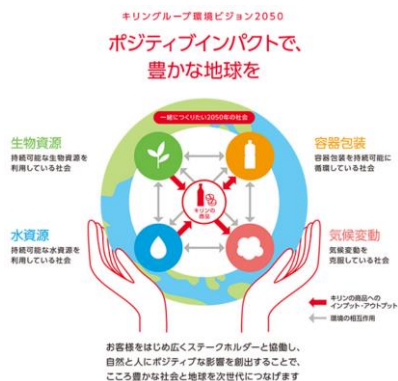 キリングループ環境ビジョン2050
ポジティブインパクトで、
豊かな地球を
一緒につくりたい2050年の社会
生物資源
持続可能な生物資源を
利用している社会
容器包装
容器包装を持続可能に
循環している社会
キリンの
商品
水資源
持続可能な水資源を
利用している社会
気候変動
気候変動を
克服している社会
キリンの商品への
インプット・アウトプット
環境の相互作用
お客様をはじめ広くステークホルダーと協働し、
自然と人にポジティブな影響を創出することで、
こころ豊かな社会と地球を次世代につなげます